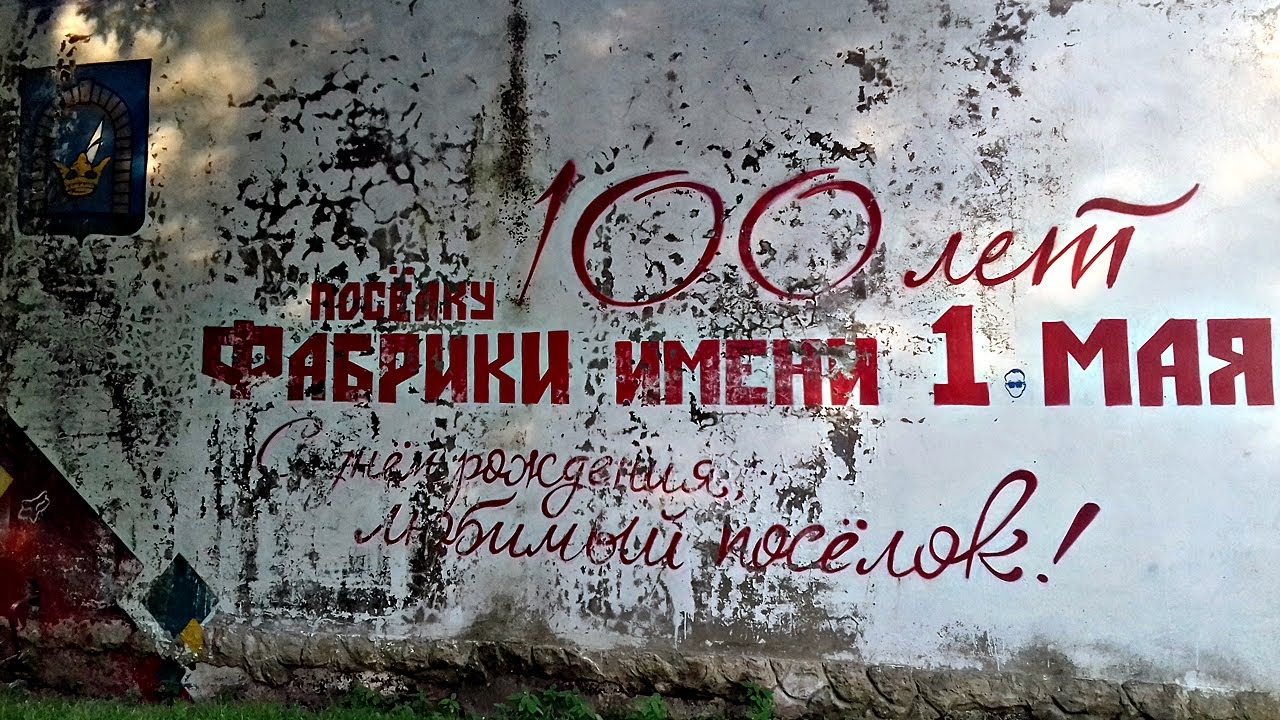 100 лет
посёлку
Фабрики имени 1 Мая
С днём рождения,
любимый посёлок!